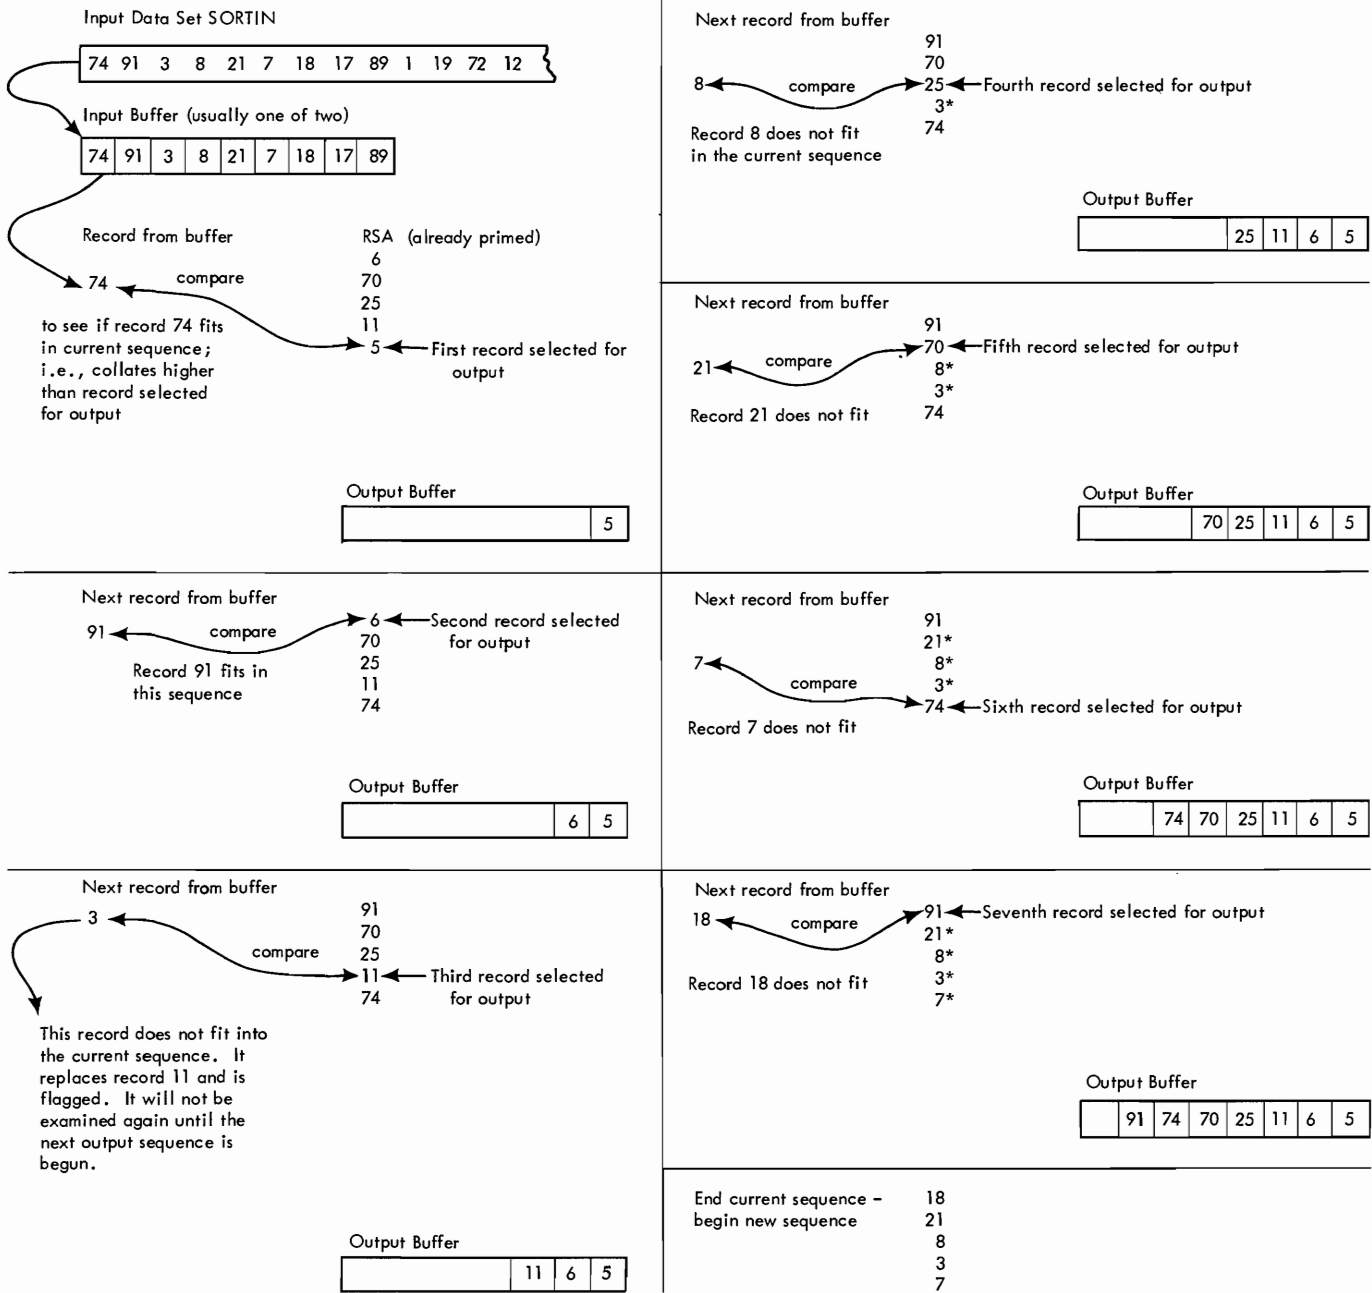 Input Data Set SORTIN
74 91 3 8 21 7 18 17 89 1 19 72 12
Input Buffer (usually one of two)
74 91 3 8 21 7 18 17 89
Record from buffer
RSA (already primed)
6
74
compare
70
25
11
to see if record 74 fits
in current sequence;
i.e., collates higher
than record selected
for output
5
First record selected for
output
Output Buffer
5
Next record from buffer
91
compare
6
Second record selected
for output
70
25
11
74
Record 91 fits in
this sequence
Output Buffer
6 5
Next record from buffer
3
compare
91
70
25
11
Third record selected
for output
74
This record does not fit into
the current sequence. It
replaces record 11 and is
flagged. It will not be
examined again until the
next output sequence is
begun.
Output Buffer
11 6 5
Next record from buffer
91
70
8
compare
25
Fourth record selected for output
3*
74
Record 8 does not fit
in the current sequence
Output Buffer
25 11 6 5
Next record from buffer
91
70
Fifth record selected for output
21
compare
8*
3*
74
Record 21 does not fit
Output Buffer
70 25 11 6 5
Next record from buffer
91
21*
8*
7
compare
3*
74
Sixth record selected for output
Record 7 does not fit
Output Buffer
74 70 25 11 6 5
Next record from buffer
18
compare
91
Seventh record selected for output
21*
8*
3*
7*
Record 18 does not fit
Output Buffer
91 74 70 25 11 6 5
End current sequence -
begin new sequence
18
21
8
3
7